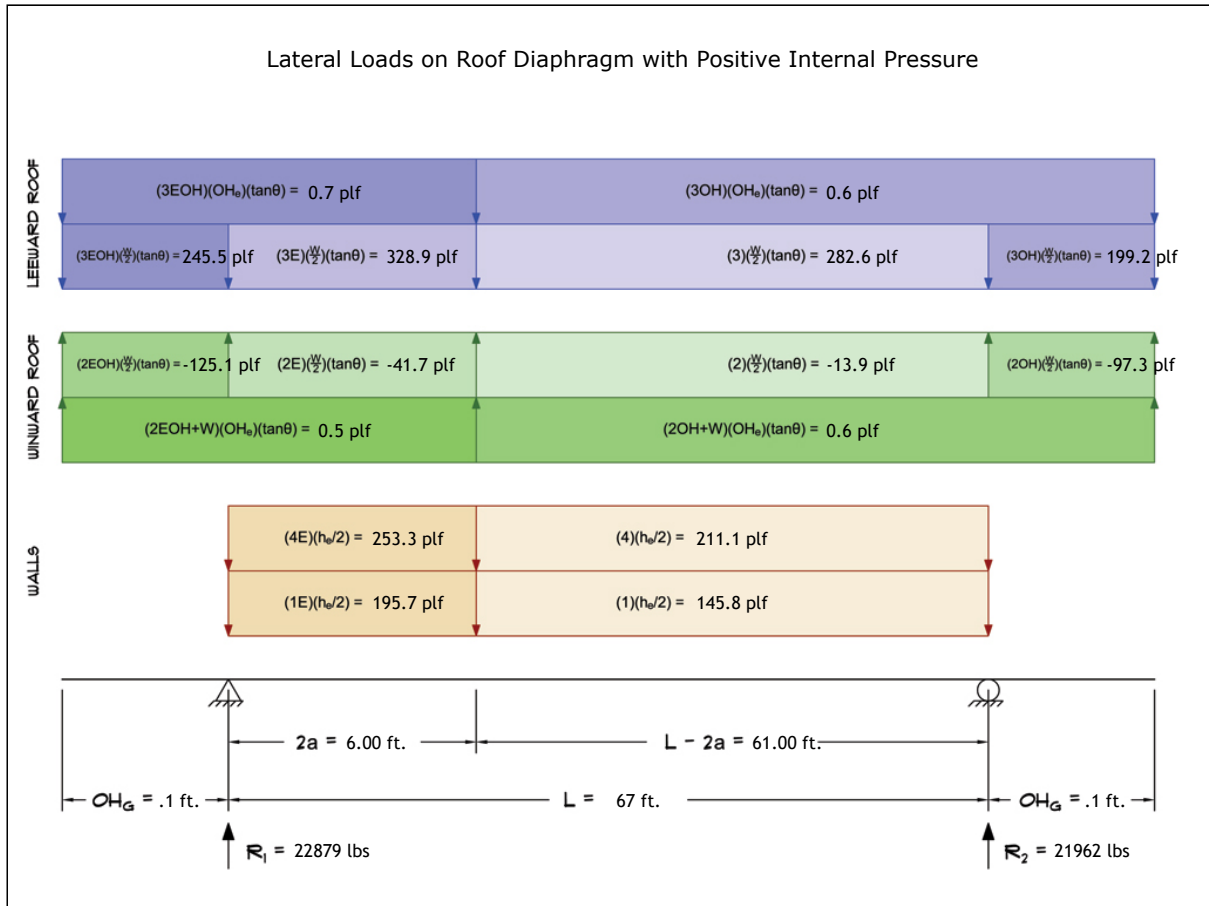 Lateral Loads on Roof Diaphragm with Positive Internal Pressure
LEEWARD ROOF
(3EOH)(OHₑ)(tanθ) = 0.7 plf
(3OH)(OHₑ)(tanθ) = 0.6 plf
(3EOH)(W/2)(tanθ) = 245.5 plf
(3E)(W/2)(tanθ) = 328.9 plf
(3)(W/2)(tanθ) = 282.6 plf
(3OH)(W/2)(tanθ) = 199.2 plf
WINWARD ROOF
(2EOH)(W/2)(tanθ) = -125.1 plf
(2E)(W/2)(tanθ) = -41.7 plf
(2)(W/2)(tanθ) = -13.9 plf
(2OH)(W/2)(tanθ) = -97.3 plf
(2EOH+W)(OHₑ)(tanθ) = 0.5 plf
(2OH+W)(OHₑ)(tanθ) = 0.6 plf
WALLS
(4E)(hₑ/2) = 253.3 plf
(4)(hₑ/2) = 211.1 plf
(1E)(hₑ/2) = 195.7 plf
(1)(hₑ/2) = 145.8 plf
2a = 6.00 ft.
L - 2a = 61.00 ft.
OH_G = .1 ft.
L = 67 ft.
OH_G = .1 ft.
R₁ = 22879 lbs
R₂ = 21962 lbs